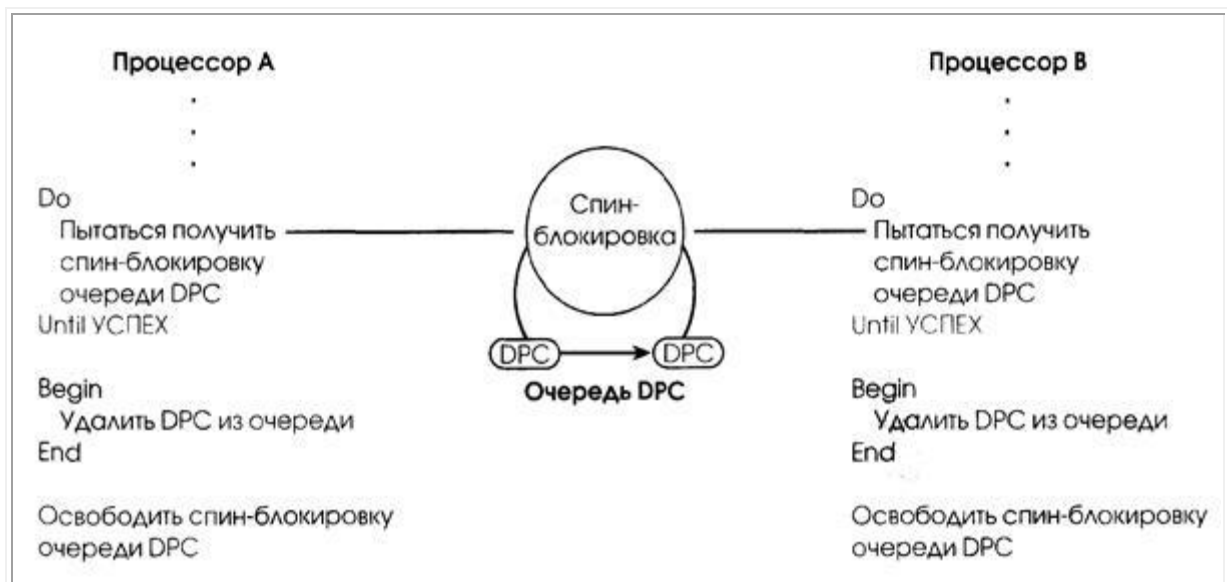 Процессор A
.
.
.
Do
Пытаться получить
спин-блокировку
очереди DPC
Until УСПЕХ
Begin
Удалить DPC из очереди
End
Освободить спин-блокировку
очереди DPC
Спин-
блокировка
DPC
DPC
Очередь DPC
Процессор B
.
.
.
Do
Пытаться получить
спин-блокировку
очереди DPC
Until УСПЕХ
Begin
Удалить DPC из очереди
End
Освободить спин-блокировку
очереди DPC